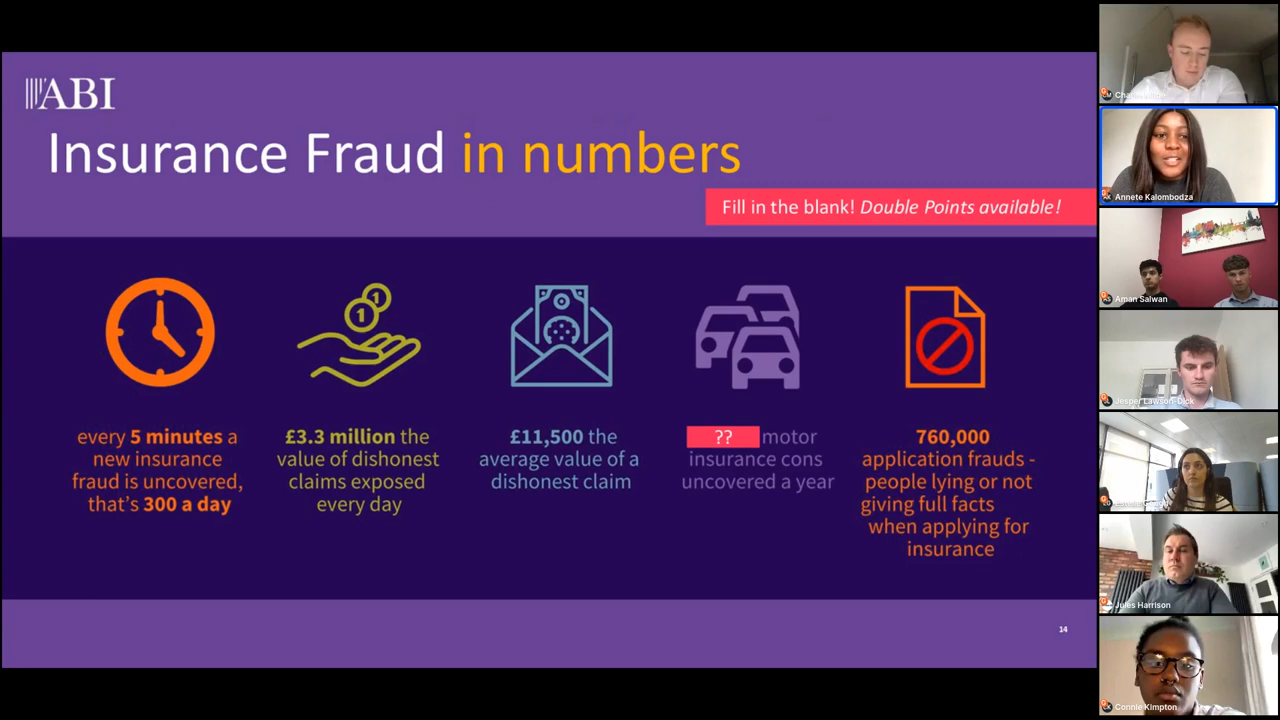 ABI
Insurance Fraud in numbers
Fill in the blank! Double Points available!
every 5 minutes a
new insurance
fraud is uncovered,
that's 300 a day
£3.3 million the
value of dishonest
claims exposed
every day
£11,500 the
average value of a
dishonest claim
?? motor
insurance cons
uncovered a year
760,000
application frauds -
people lying or not
giving full facts
when applying for
insurance
14
Annete Kalombodza
Aman Salwan
Jesper Lawson-Dick
Jules Harrison
Connie Kimpton